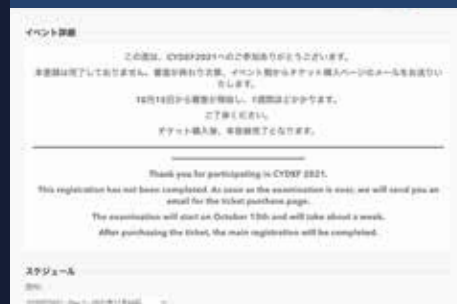 イベント詳細
この度は、CYDEF2021へのご参加ありがとうございます。
本登録は完了しておりません。審査が終わり次第、イベント側からチケット購入ページのメールをお送りいたします。
10月13日から審査が開始し、1週間ほどかかります。
ご了承ください。
チケット購入後、本登録完了となります。
Thank you for participating in CYDEF 2021.
This registration has not been completed. As soon as the examination is over, we will send you an
email for the ticket purchase page.
The examination will start on October 13th and will take about a week.
After purchasing the ticket, the main registration will be completed.
スケジュール